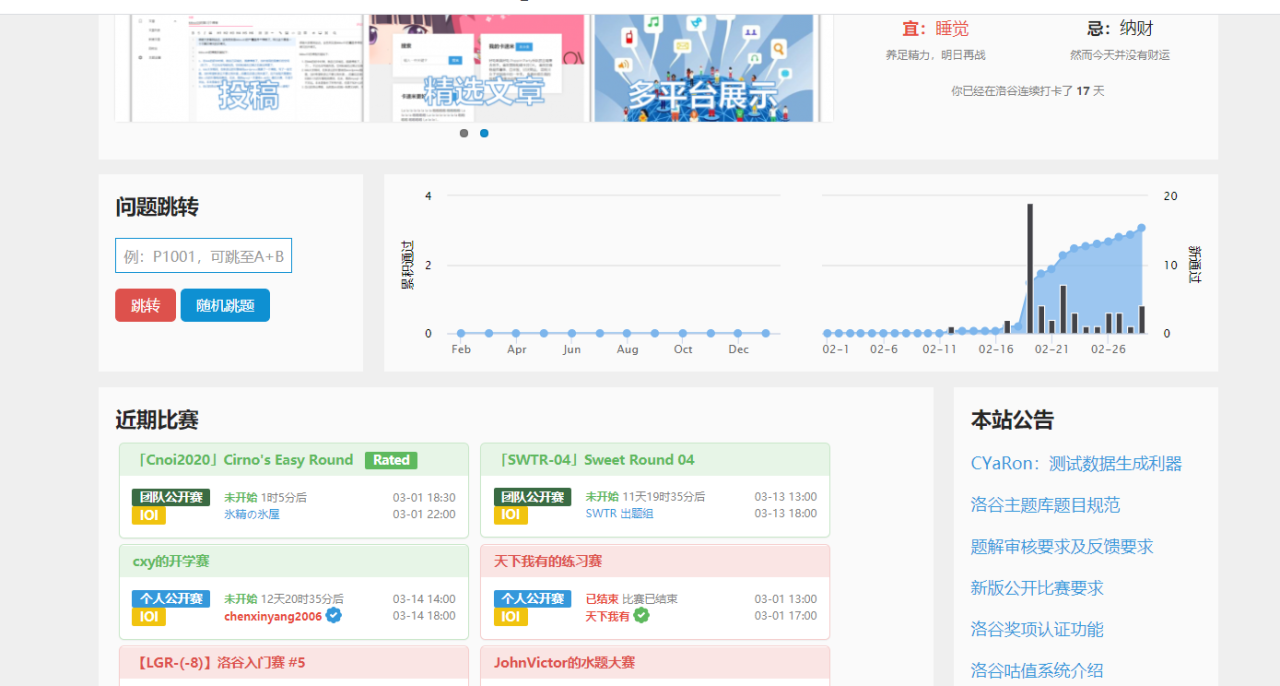 投稿
精选文章
多平台展示
宜：睡觉
忌：纳财
养足精力，明日再战
然而今天并没有财运
你已经在洛谷连续打卡了 17 天
问题跳转
例：P1001，可跳至A+B
跳转
随机跳题
累积通过
4
2
0
Feb
Apr
Jun
Aug
Oct
Dec
02-1
02-6
02-11
02-16
02-21
02-26
20
10
0
新通过
近期比赛
「Cnoi2020」Cirno's Easy Round Rated
团队公开赛 未开始 1时5分后 03-01 18:30
IOI 氷精の氷屋 03-01 22:00
「SWTR-04」Sweet Round 04
团队公开赛 未开始 11天19时35分后 03-13 13:00
IOI SWTR 出题组 03-13 18:00
cxy的开学赛
个人公开赛 未开始 12天20时35分后 03-14 14:00
IOI chenxinyang2006 03-14 18:00
天下我有的练习赛
个人公开赛 已结束 比赛已结束 03-01 13:00
IOI 天下我有 03-01 17:00
【LGR-(-8)】洛谷入门赛 #5
JohnVictor的水题大赛
本站公告
CYaRon：测试数据生成利器
洛谷主题库题目规范
题解审核要求及反馈要求
新版公开比赛要求
洛谷奖项认证功能
洛谷咕值系统介绍